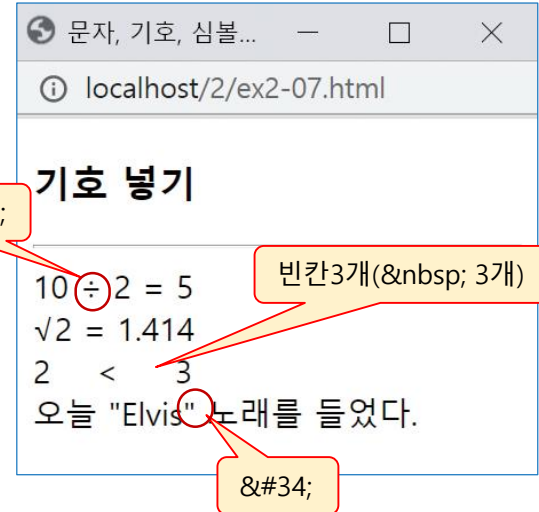 문자, 기호, 심볼...
localhost/2/ex2-07.html
기호 넣기
;
빈칸3개(&nbsp; 3개)
10 ÷ 2 = 5
√2 = 1.414
2 < 3
오늘 "Elvis" 노래를 들었다.
&#34;